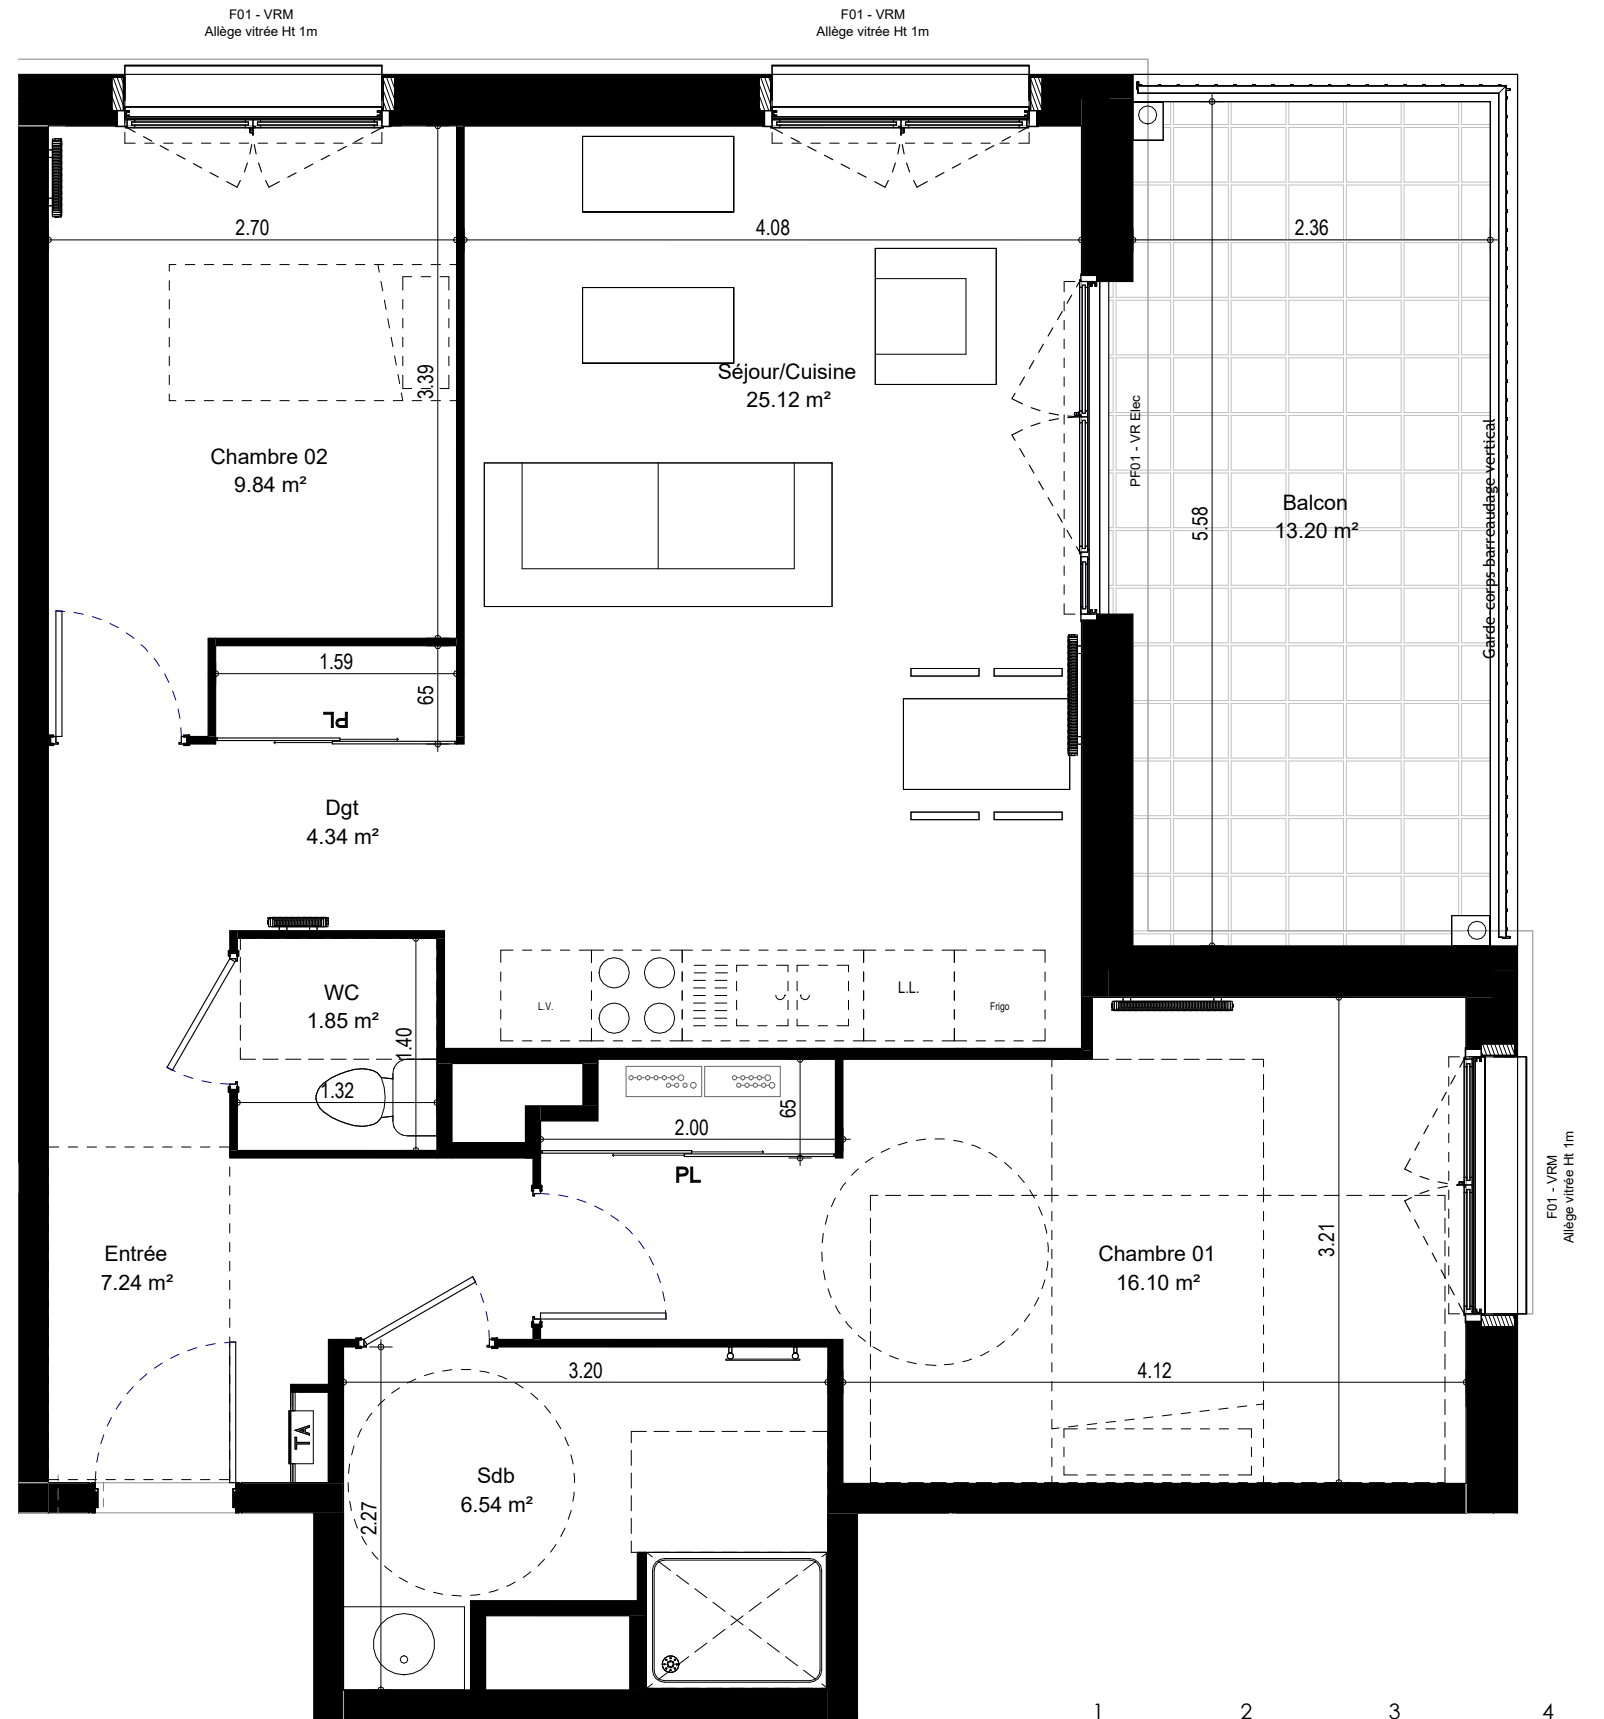 F01 - VRM
Allège vitrée Ht 1m
F01 - VRM
Allège vitrée Ht 1m
2.70
4.08
2.36
3.39
Séjour/Cuisine
25.12 m²
PF01 - VR Elec
Chambre 02
9.84 m²
Balcon
13.20 m²
5.58
Garde-corps barreaudage vertical
1.59
65
PL
Dgt
4.34 m²
WC
1.85 m²
1.40
1.32
L.V.
L.L.
Frigo
65
2.00
PL
F01 - VRM
Allège vitrée Ht 1m
Entrée
7.24 m²
Chambre 01
16.10 m²
3.21
3.20
4.12
TA
Sdb
6.54 m²
2.27
1 2 3 4